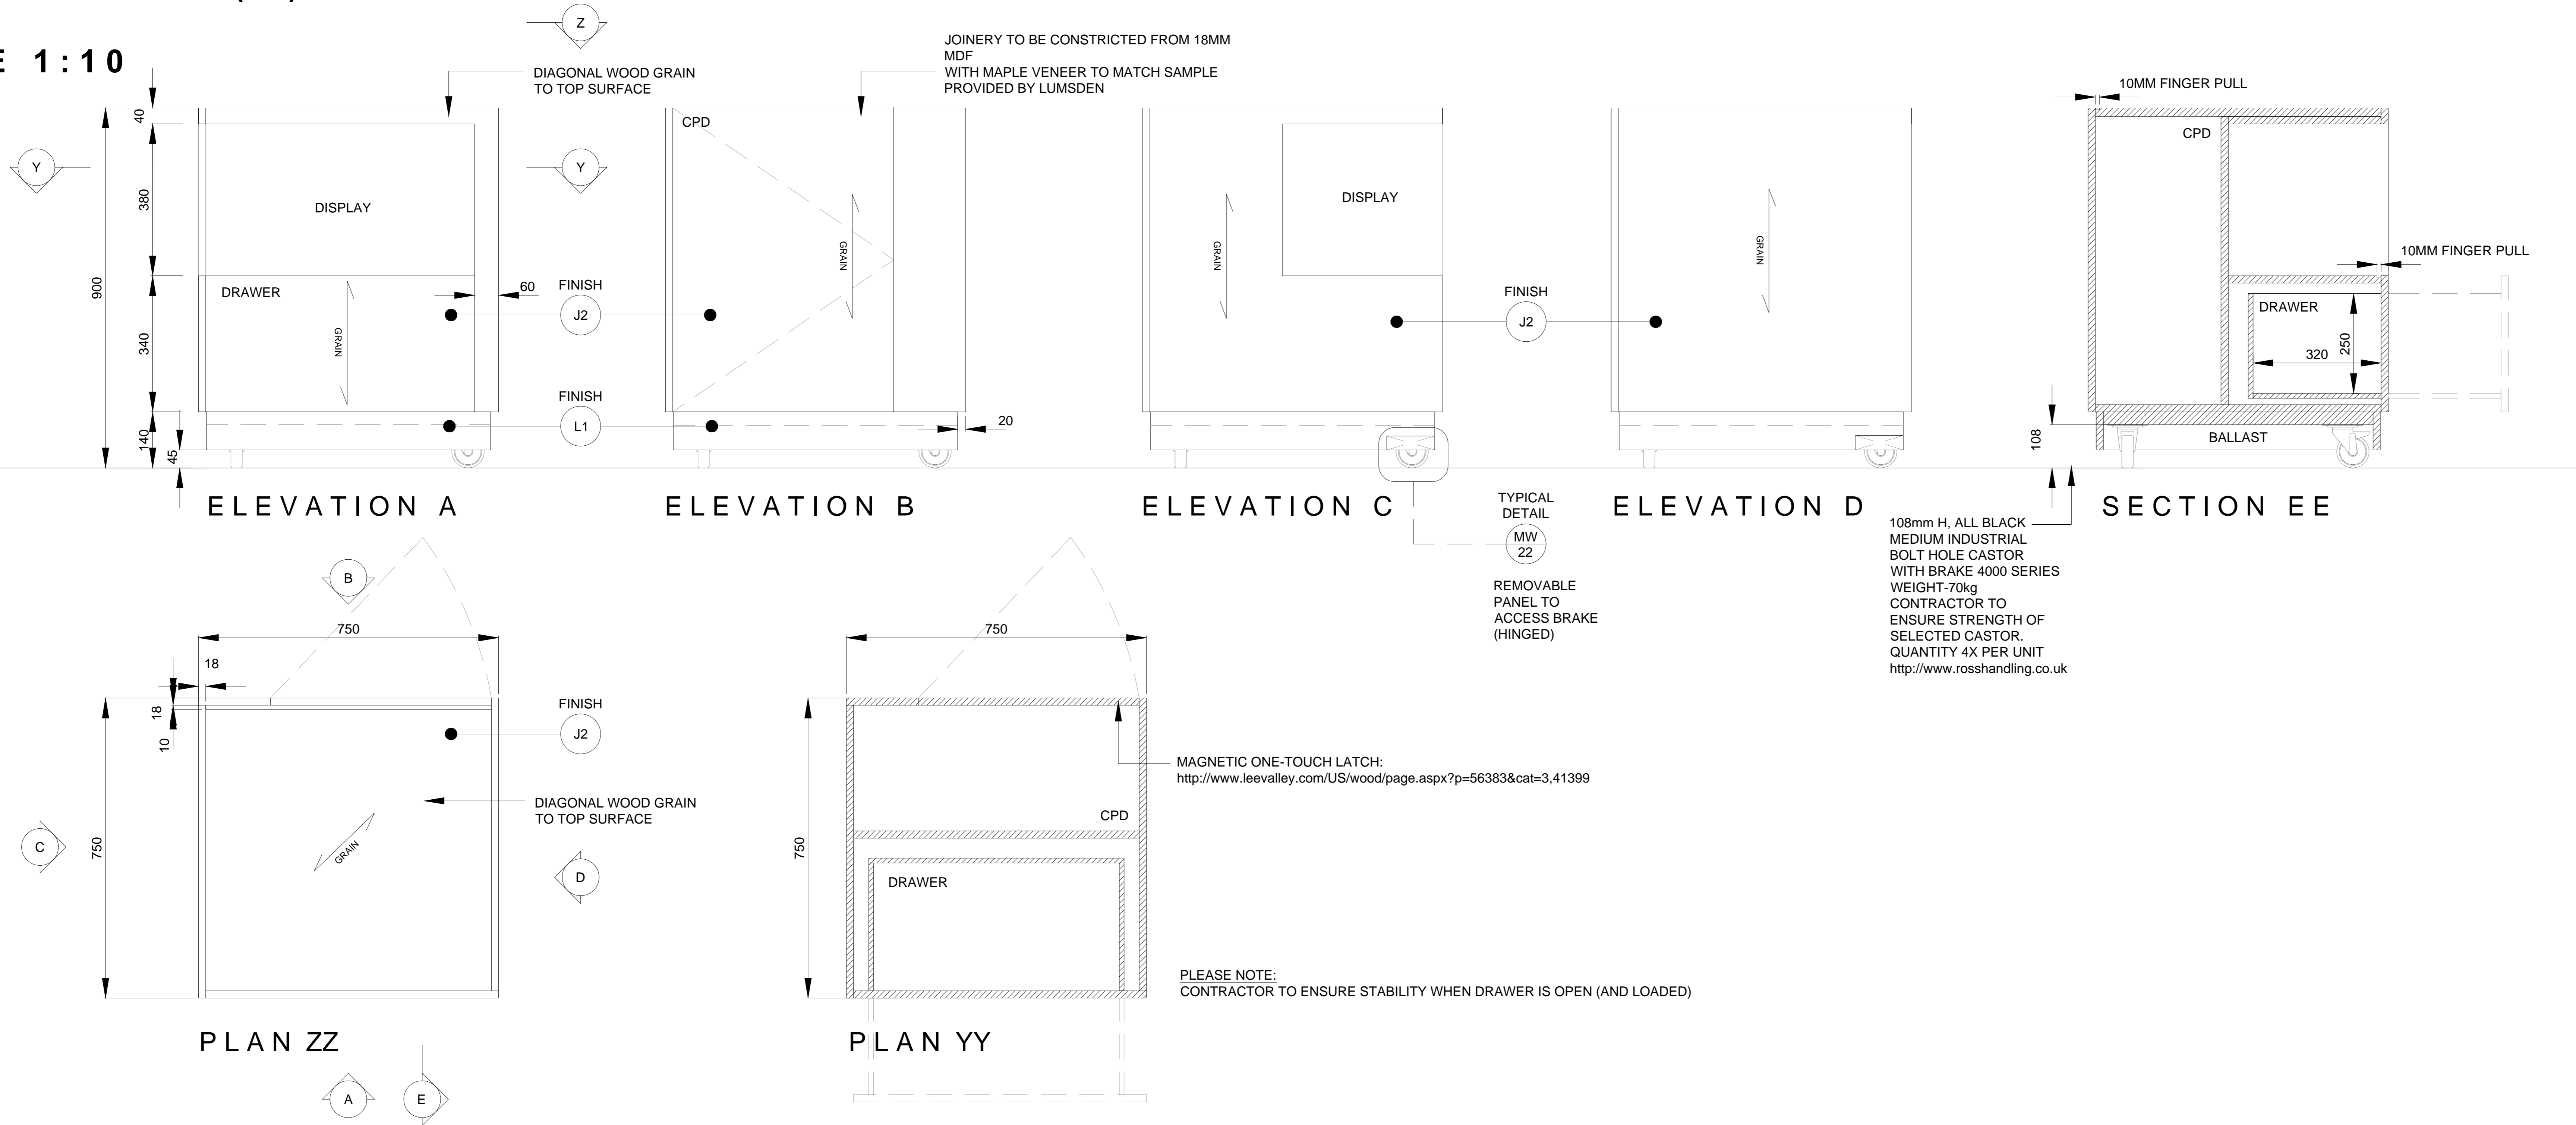 E 1:10
Z
DIAGONAL WOOD GRAIN
TO TOP SURFACE
JOINERY TO BE CONSTRICTED FROM 18MM
MDF
WITH MAPLE VENEER TO MATCH SAMPLE
PROVIDED BY LUMSDEN
10MM FINGER PULL
40
380
340
140
45
900
Y
Y
DISPLAY
DRAWER
GRAIN
60
FINISH
J2
FINISH
L1
CPD
GRAIN
20
GRAIN
DISPLAY
FINISH
J2
GRAIN
CPD
10MM FINGER PULL
DRAWER
320
250
108
BALLAST
ELEVATION A
ELEVATION B
ELEVATION C
ELEVATION D
SECTION EE
TYPICAL
DETAIL
MW
22
REMOVABLE
PANEL TO
ACCESS BRAKE
(HINGED)
108mm H, ALL BLACK
MEDIUM INDUSTRIAL
BOLT HOLE CASTOR
WITH BRAKE 4000 SERIES
WEIGHT-70kg
CONTRACTOR TO
ENSURE STRENGTH OF
SELECTED CASTOR.
QUANTITY 4X PER UNIT
http://www.rosshandling.co.uk
B
750
18
18
10
750
FINISH
J2
DIAGONAL WOOD GRAIN
TO TOP SURFACE
GRAIN
C
D
PLAN ZZ
A
E
750
750
MAGNETIC ONE-TOUCH LATCH:
http://www.leevalley.com/US/wood/page.aspx?p=56383&cat=3,41399
CPD
DRAWER
PLEASE NOTE:
CONTRACTOR TO ENSURE STABILITY WHEN DRAWER IS OPEN (AND LOADED)
PLAN YY